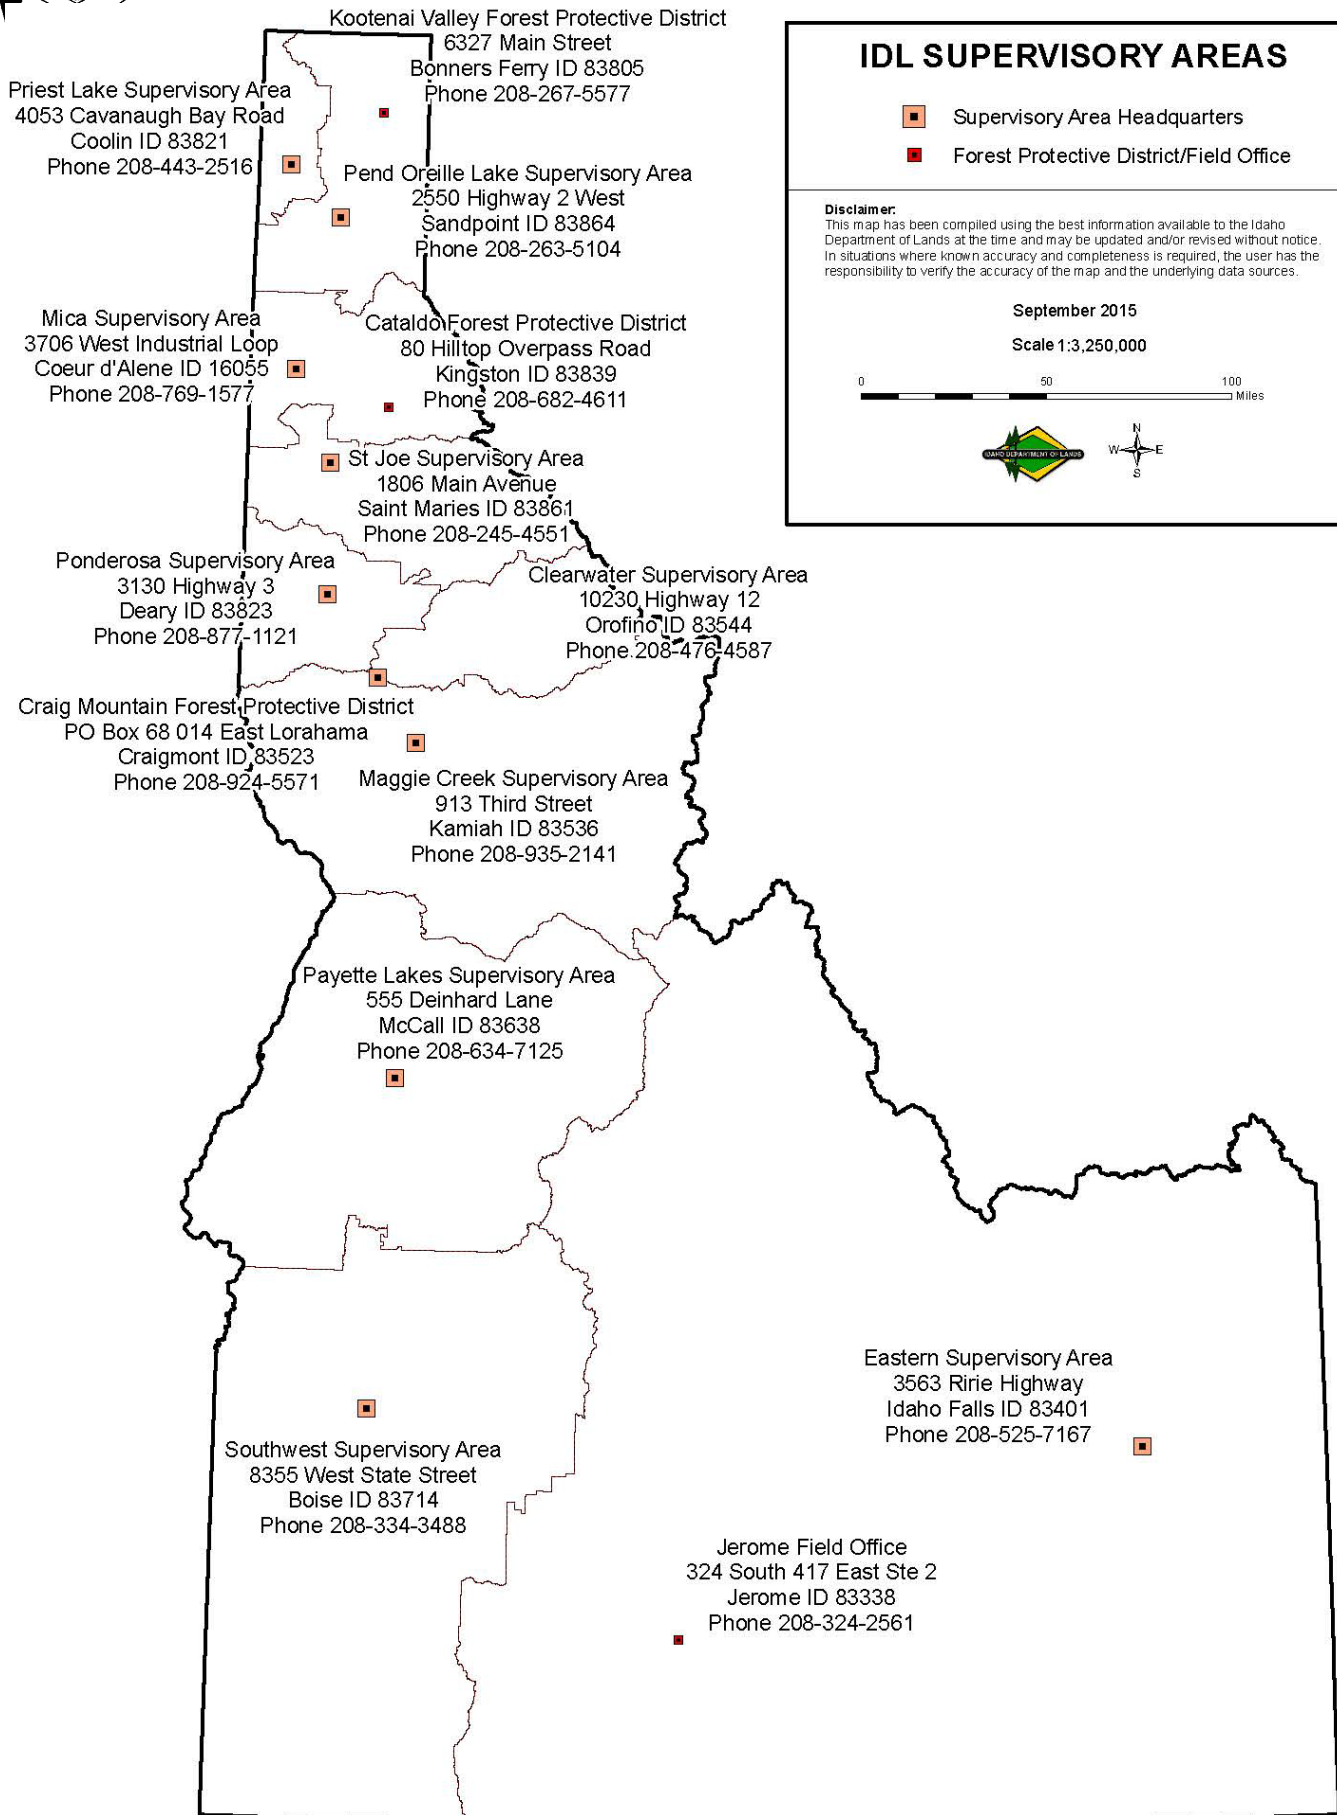 Kootenai Valley Forest Protective District
6327 Main Street
Bonners Ferry ID 83805
Phone 208-267-5577
Priest Lake Supervisory Area
4053 Cavanaugh Bay Road
Coolin ID 83821
Phone 208-443-2516
Pend Oreille Lake Supervisory Area
2550 Highway 2 West
Sandpoint ID 83864
Phone 208-263-5104
Mica Supervisory Area
3706 West Industrial Loop
Coeur d'Alene ID 16055
Phone 208-769-1577
Cataldo Forest Protective District
80 Hilltop Overpass Road
Kingston ID 83839
Phone 208-682-4611
St Joe Supervisory Area
1806 Main Avenue
Saint Maries ID 83861
Phone 208-245-4551
Ponderosa Supervisory Area
3130 Highway 3
Deary ID 83823
Phone 208-877-1121
Clearwater Supervisory Area
10230 Highway 12
Orofino ID 83544
Phone 208-476-4587
Craig Mountain Forest Protective District
PO Box 68 014 East Lorahama
Craigmont ID 83523
Phone 208-924-5571
Maggie Creek Supervisory Area
913 Third Street
Kamiah ID 83536
Phone 208-935-2141
Payette Lakes Supervisory Area
555 Deinhard Lane
McCall ID 83638
Phone 208-634-7125
Southwest Supervisory Area
8355 West State Street
Boise ID 83714
Phone 208-334-3488
Eastern Supervisory Area
3563 Ririe Highway
Idaho Falls ID 83401
Phone 208-525-7167
Jerome Field Office
324 South 417 East Ste 2
Jerome ID 83338
Phone 208-324-2561
IDL SUPERVISORY AREAS
Supervisory Area Headquarters
Forest Protective District/Field Office
Disclaimer:
This map has been compiled using the best information available to the Idaho
Department of Lands at the time and may be updated and/or revised without notice.
In situations where known accuracy and completeness is required, the user has the
responsibility to verify the accuracy of the map and the underlying data sources.
September 2015
Scale 1:3,250,000
0 50 100
Miles
IDAHO DEPARTMENT OF LANDS
N
W E
S